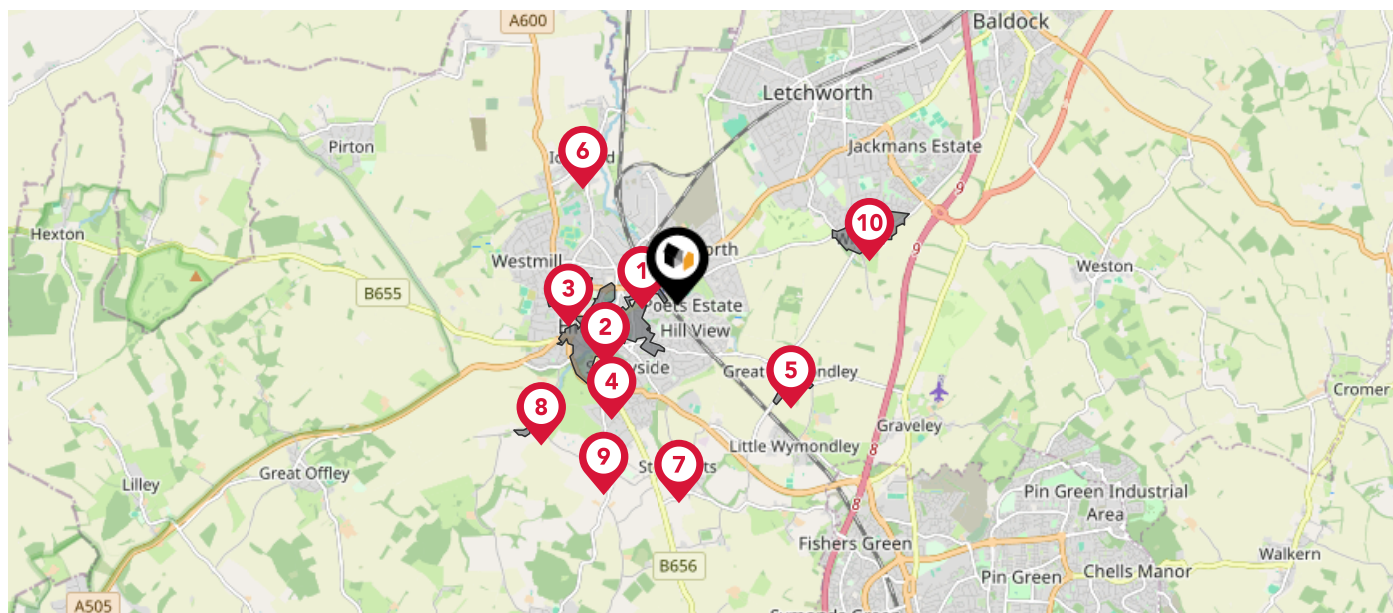 A600
Baldock
Letchworth
Pirton
Jackmans Estate
6
9
10
Hexton
9
Westmill
1
Weston
B655
3
Poets Estate
2
Hill View
5
4
Cromer
8
Graveley
Little Wymondley
8
9
7
Great Offley
Lilley
8
Pin Green Industrial
Area
Fishers Green
B656
Walkern
Pin Green
Chells Manor
A505